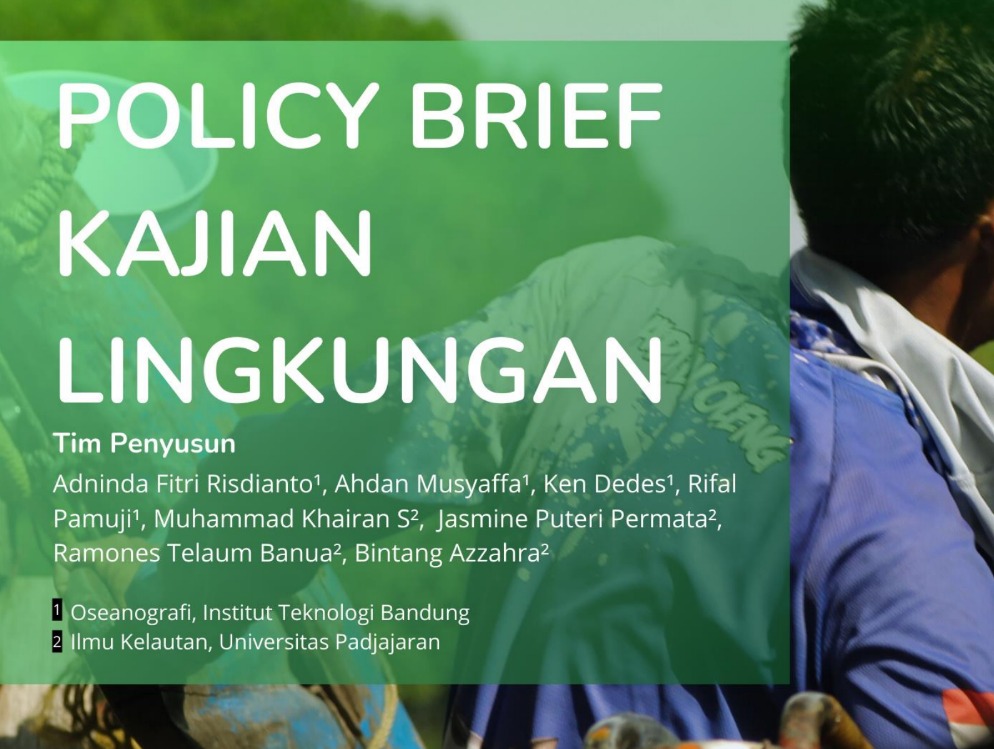 POLICY BRIEF
KAJIAN
LINGKUNGAN
Tim Penyusun
Adninda Fitri Risdianto¹, Ahdan Musyaffa¹, Ken Dedes¹, Rifal
Pamuji¹, Muhammad Khairan S², Jasmine Puteri Permata²,
Ramones Telaum Banua², Bintang Azzahra²
1 Oseanografi, Institut Teknologi Bandung
2 Ilmu Kelautan, Universitas Padjajaran